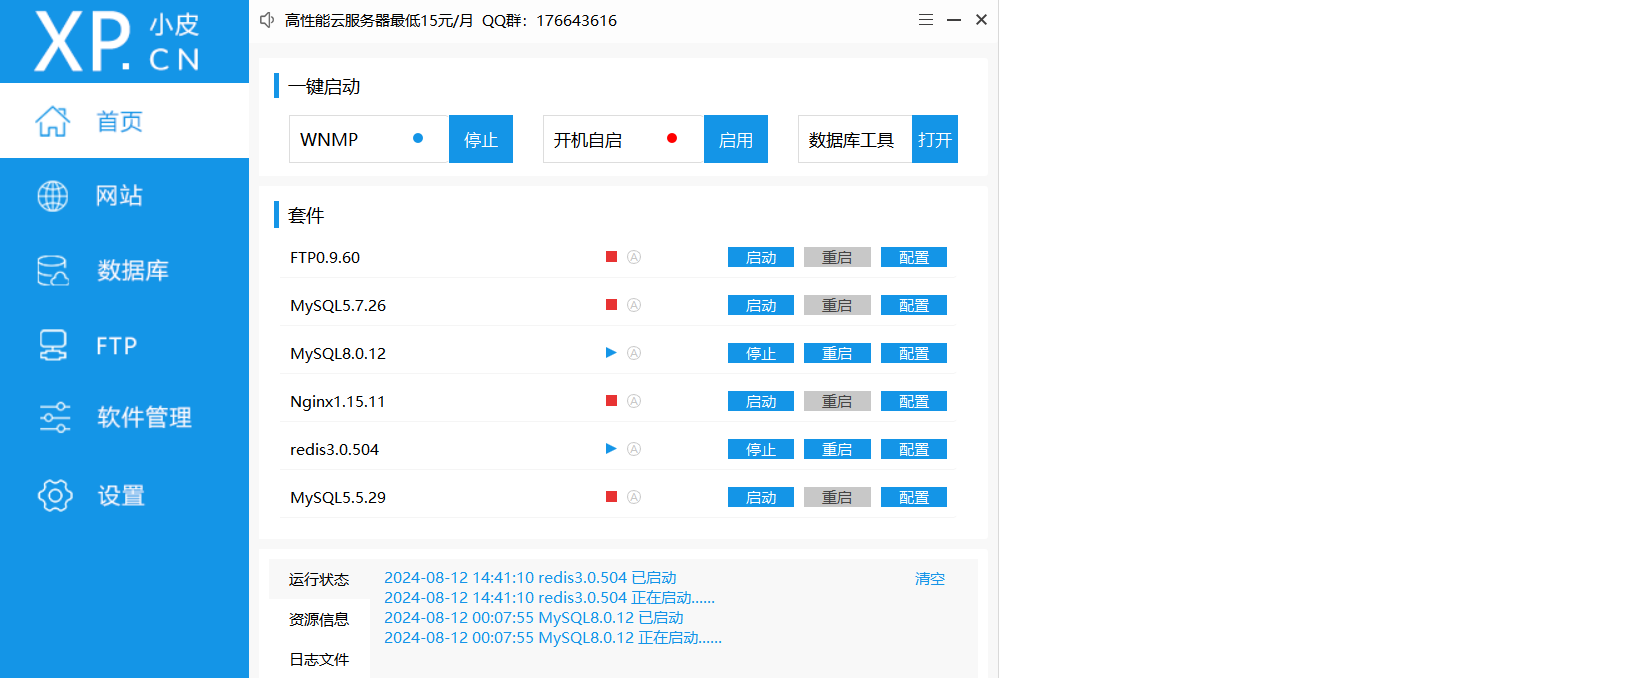 XP.小皮
CN
高性能云服务器最低15元/月 QQ群：176643616
首页
网站
数据库
FTP
软件管理
设置
一键启动
WNMP 停止 开机自启 启用 数据库工具 打开
套件
FTP0.9.60 A 启动 重启 配置
MySQL5.7.26 A 启动 重启 配置
MySQL8.0.12 A 停止 重启 配置
Nginx1.15.11 A 启动 重启 配置
redis3.0.504 A 停止 重启 配置
MySQL5.5.29 A 启动 重启 配置
运行状态
资源信息
日志文件
2024-08-12 14:41:10 redis3.0.504 已启动 清空
2024-08-12 14:41:10 redis3.0.504 正在启动......
2024-08-12 00:07:55 MySQL8.0.12 已启动
2024-08-12 00:07:55 MySQL8.0.12 正在启动......